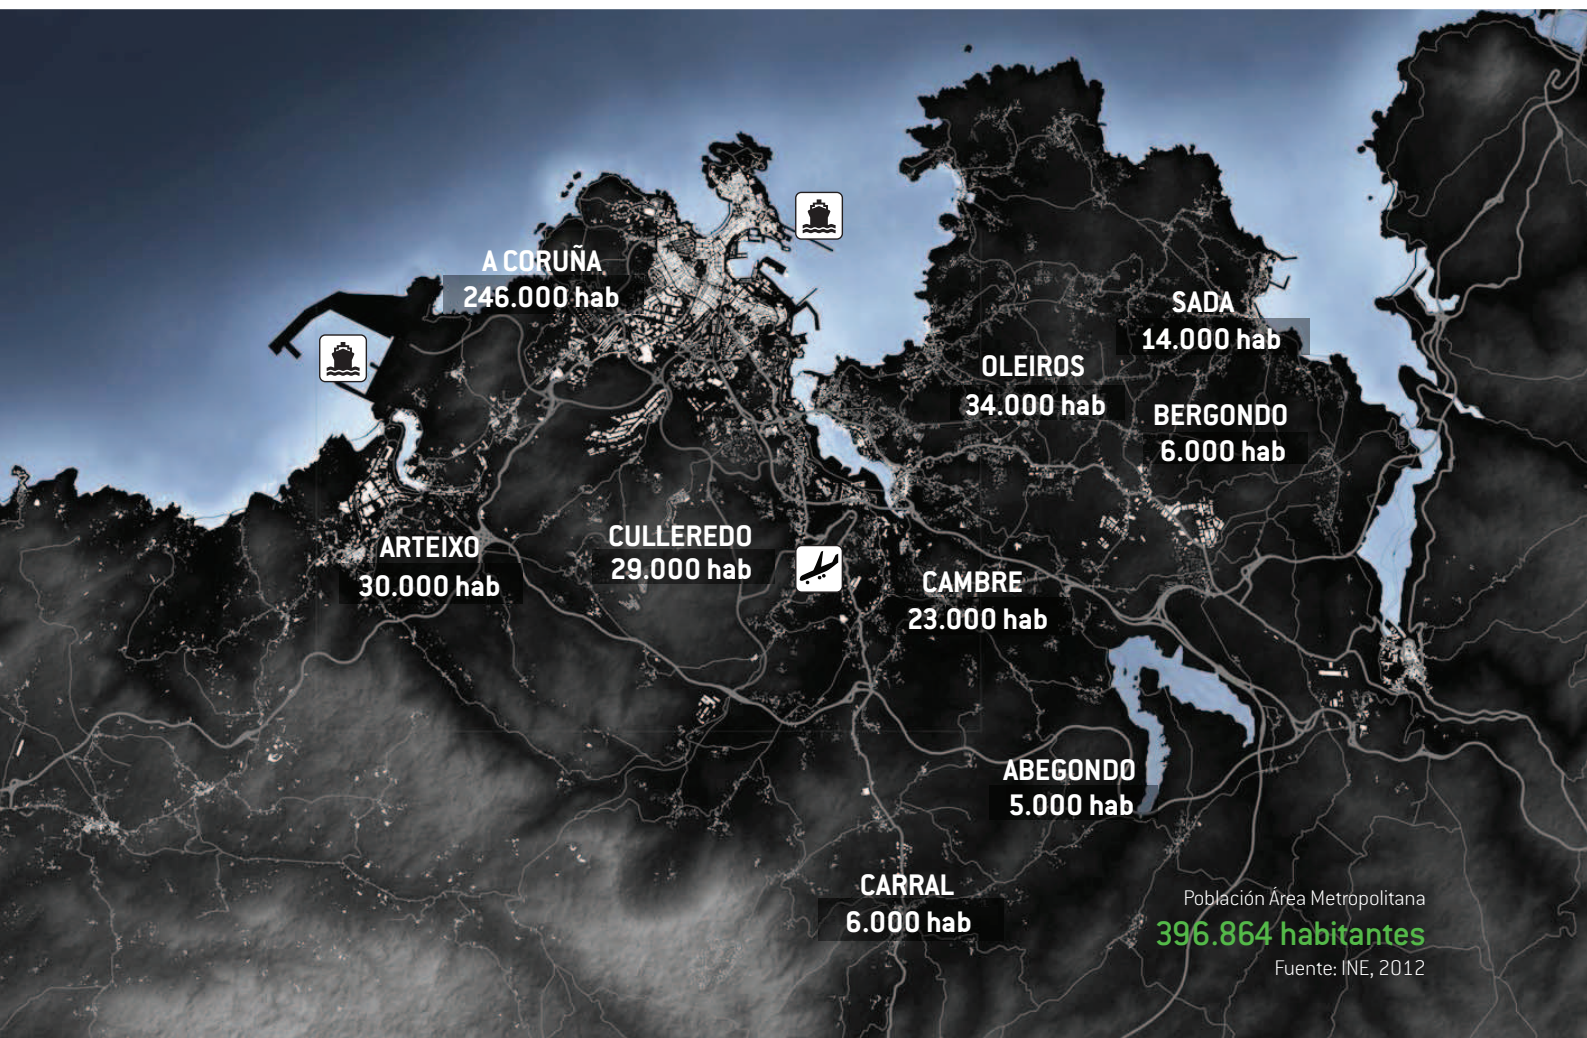 A CORUÑA
246.000 hab
SADA
14.000 hab
OLEIROS
34.000 hab
BERGONDO
6.000 hab
ARTEIXO
30.000 hab
CULLEREDO
29.000 hab
CAMBRE
23.000 hab
ABEGONDO
5.000 hab
CARRAL
6.000 hab
Población Área Metropolitana
396.864 habitantes
Fuente: INE, 2012